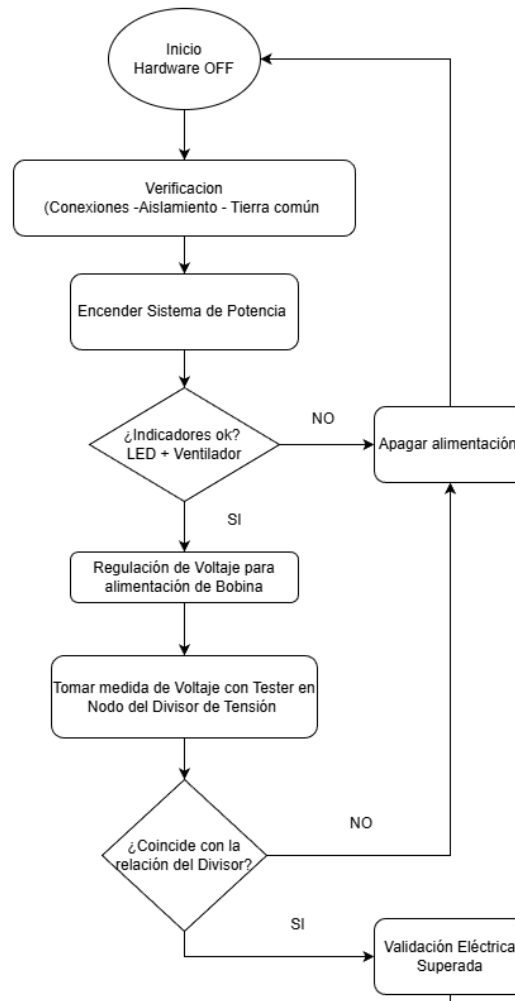 Inicio
Hardware OFF
Verificacion
(Conexiones -Aislamiento - Tierra común
Encender Sistema de Potencia
¿Indicadores ok?
LED + Ventilador
NO
Apagar alimentación
SI
Regulación de Voltaje para
alimentación de Bobina
Tomar medida de Voltaje con Tester en
Nodo del Divisor de Tensión
¿Coincide con la
relación del Divisor?
NO
SI
Validación Eléctrica
Superada